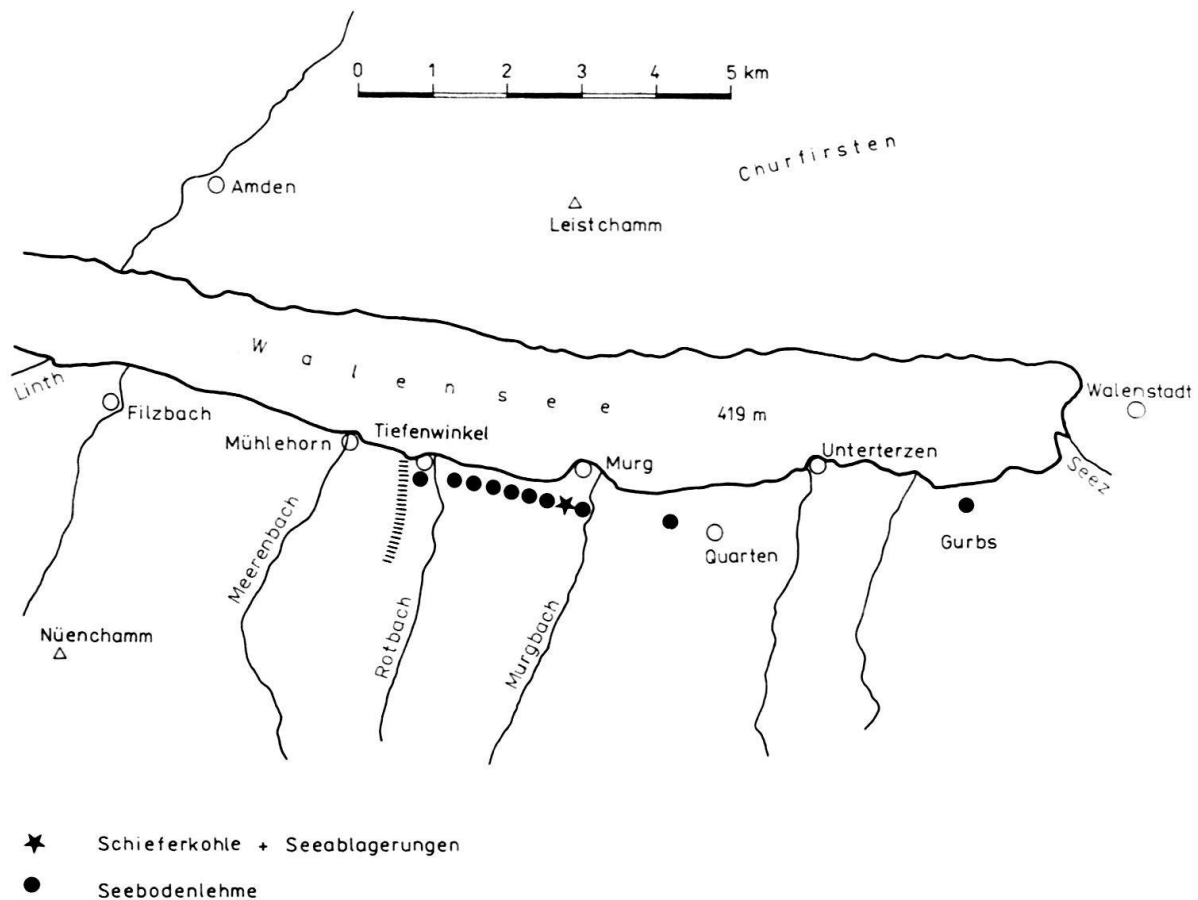 0 1 2 3 4 5 km
Churfirsten
Amden
Leistchamm
Walensee
419 m
Linth
Filzbach
Mühlehorn
Tiefenwinkel
Murg
Unterterzen
Walenstadt
Seez
Quarten
Gurbs
Meerenbach
Rotbach
Murgbach
Nüenchamm
Schieferkohle + Seeablagerungen
Seebodenlehme